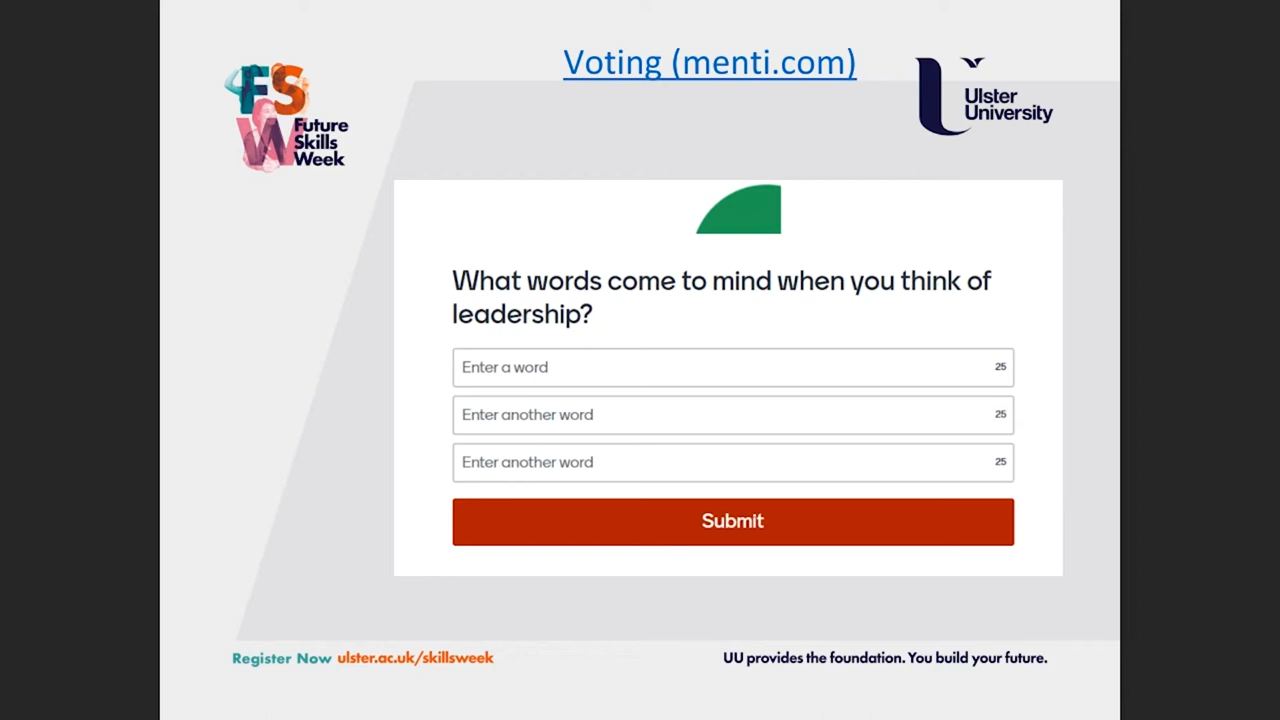 Voting (menti.com)
FS
W Future
Skills
Week
Ulster
University
What words come to mind when you think of
leadership?
Enter a word 25
Enter another word 25
Enter another word 25
Submit
Register Now ulster.ac.uk/skillsweek
UU provides the foundation. You build your future.